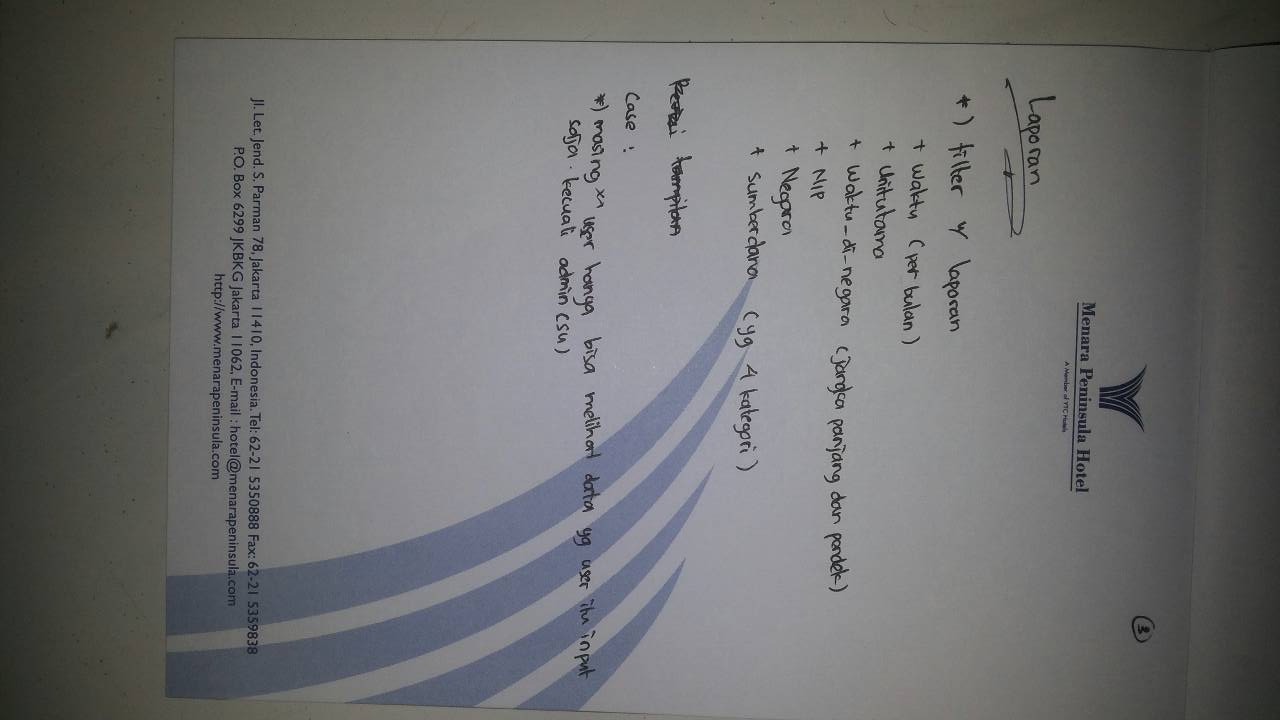 Menara Peninsula Hotel
A Member of YTC Hotels
3
Laporan
*) filler y laporan
+ Waktu (per bulan)
+ Unitutama
+ Waktu-di-negara (jangka panjang dan pendek)
+ NIP
+ Negara
+ Sumberdana (yg 4 kategori)
tampilan
Case :
*) masing x² user hanya bisa melihat data yg user itu input
saja. kecuali admin (su)
Jl. Let. Jend. S. Parman 78, Jakarta 11410, Indonesia. Tel: 62-21 5350888 Fax: 62-21 5359838
P.O. Box 6299 JKBKG Jakarta 11062, E-mail : hotel@menarapeninsula.com
http://www.menarapeninsula.com